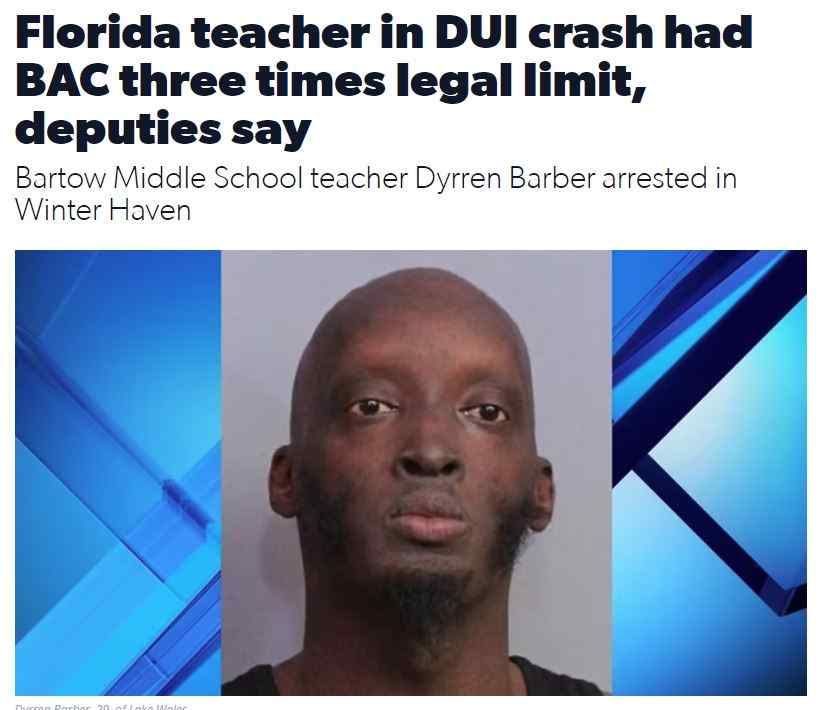 Florida teacher in DUI crash had
BAC three times legal limit,
deputies say
Bartow Middle School teacher Dyrren Barber arrested in
Winter Haven
Dyrren Barber, 29, of Lake Wales